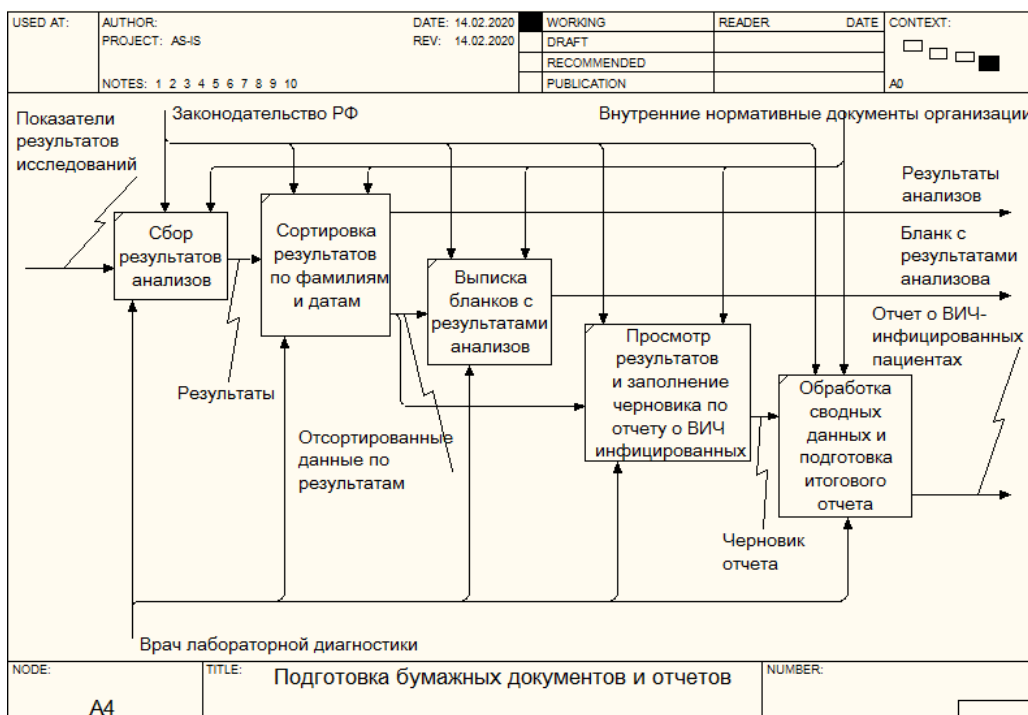 USED AT:
AUTHOR:
DATE: 14.02.2020
PROJECT: AS-IS
REV: 14.02.2020
NOTES: 1 2 3 4 5 6 7 8 9 10
WORKING
DRAFT
RECOMMENDED
PUBLICATION
READER
DATE
CONTEXT:
A0
Показатели
результатов
исследований
Законодательство РФ
Внутренние нормативные документы организации
Сбор
результатов
анализов
Сортировка
результатов
по фамилиям
и датам
Выписка
бланков с
результатами
анализов
Просмотр
результатов
и заполнение
черновика по
отчету о ВИЧ
инфицированных
Обработка
сводных
данных и
подготовка
итогового
отчета
Результаты
анализов
Бланк с
результатами
анализова
Отчет о ВИЧ-
инфицированных
пациентах
Результаты
Отсортированные
данные по
результатам
Черновик
отчета
Врач лабораторной диагностики
NODE:
A4
TITLE:
Подготовка бумажных документов и отчетов
NUMBER: